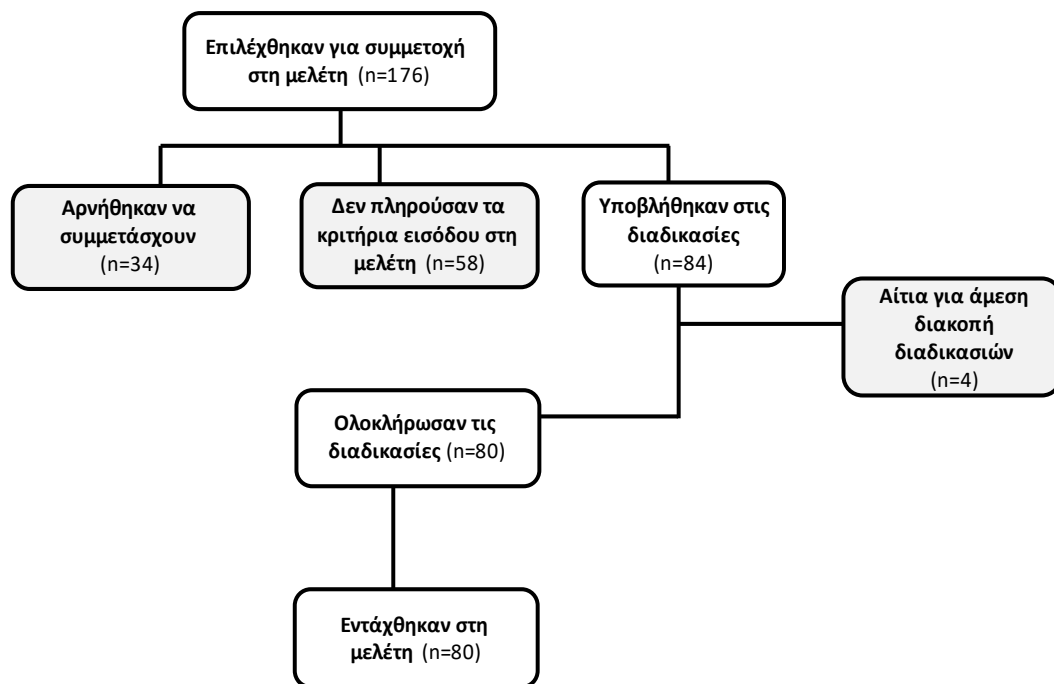 Επιλέχθηκαν για συμμετοχή
στη μελέτη (n=176)
Αρνήθηκαν να
συμμετάσχουν
(n=34)
Δεν πληρούσαν τα
κριτήρια εισόδου στη
μελέτη (n=58)
Υποβλήθηκαν στις
διαδικασίες
(n=84)
Αίτια για άμεση
διακοπή
διαδικασιών
(n=4)
Ολοκλήρωσαν τις
διαδικασίες (n=80)
Εντάχθηκαν στη
μελέτη (n=80)